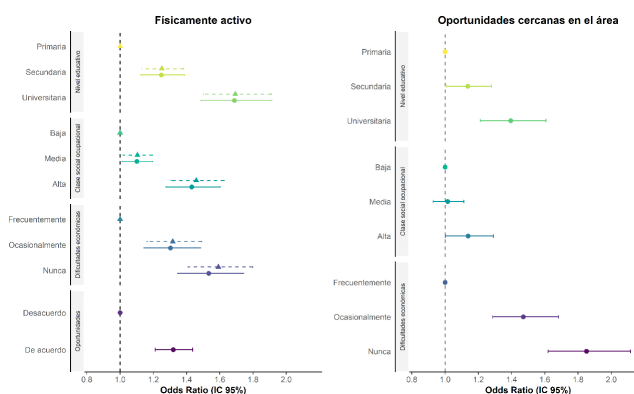 Físicamente activo
Primaria
Secundaria
Universitaria
Nivel educativo
Baja
Media
Alta
Clase social ocupacional
Frecuentemente
Ocasionalmente
Nunca
Dificultades económicas
Desacuerdo
De acuerdo
Oportunidades
0.8 1.0 1.2 1.4 1.6 1.8 2.0
Odds Ratio (IC 95%)
Oportunidades cercanas en el área
Primaria
Secundaria
Universitaria
Nivel educativo
Baja
Media
Alta
Clase social ocupacional
Frecuentemente
Ocasionalmente
Nunca
Dificultades económicas
0.8 1.0 1.2 1.4 1.6 1.8 2.0
Odds Ratio (IC 95%)